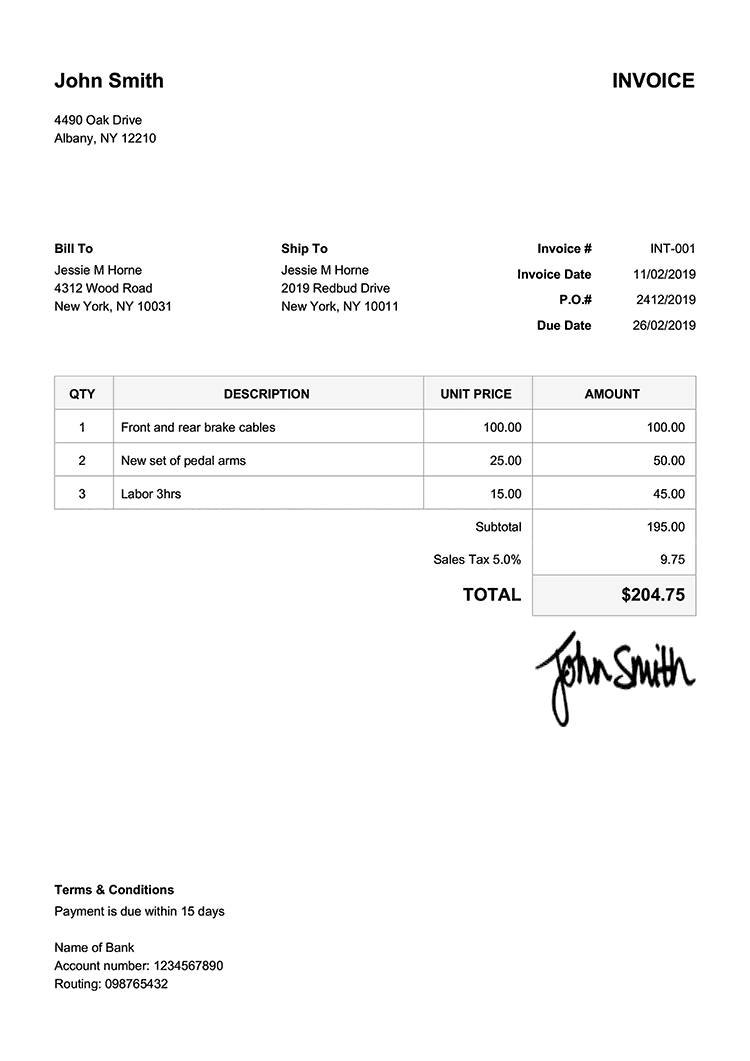 John Smith
INVOICE
4490 Oak Drive
Albany, NY 12210
Bill To
Jessie M Horne
4312 Wood Road
New York, NY 10031
Ship To
Jessie M Horne
2019 Redbud Drive
New York, NY 10011
Invoice # INT-001
Invoice Date 11/02/2019
P.O.# 2412/2019
Due Date 26/02/2019
QTY DESCRIPTION UNIT PRICE AMOUNT
1 Front and rear brake cables 100.00 100.00
2 New set of pedal arms 25.00 50.00
3 Labor 3hrs 15.00 45.00
Subtotal 195.00
Sales Tax 5.0% 9.75
TOTAL $204.75
John Smith
Terms & Conditions
Payment is due within 15 days
Name of Bank
Account number: 1234567890
Routing: 098765432